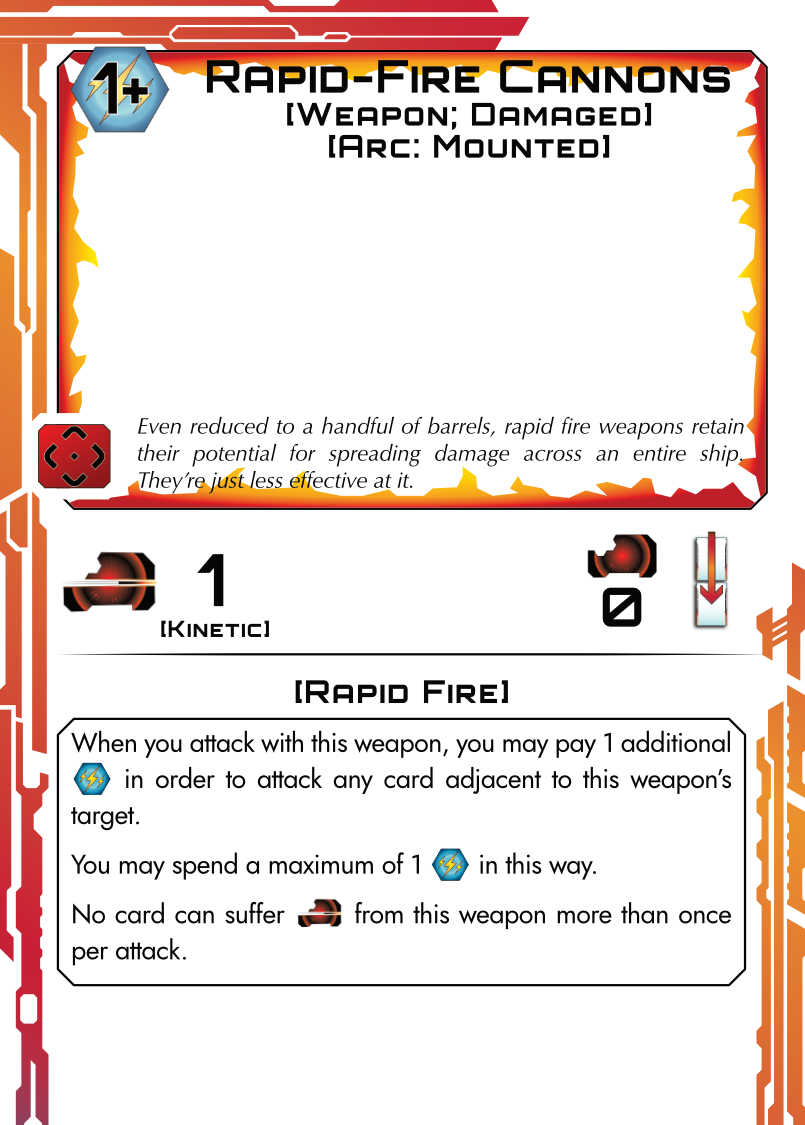 1+
Rapid-Fire Cannons
[Weapon; Damaged]
[Arc: Mounted]
Even reduced to a handful of barrels, rapid fire weapons retain
their potential for spreading damage across an entire ship.
They're just less effective at it.
1
[Kinetic]
0
[Rapid Fire]
When you attack with this weapon, you may pay 1 additional
in order to attack any card adjacent to this weapon's
target.
You may spend a maximum of 1 in this way.
No card can suffer from this weapon more than once
per attack.